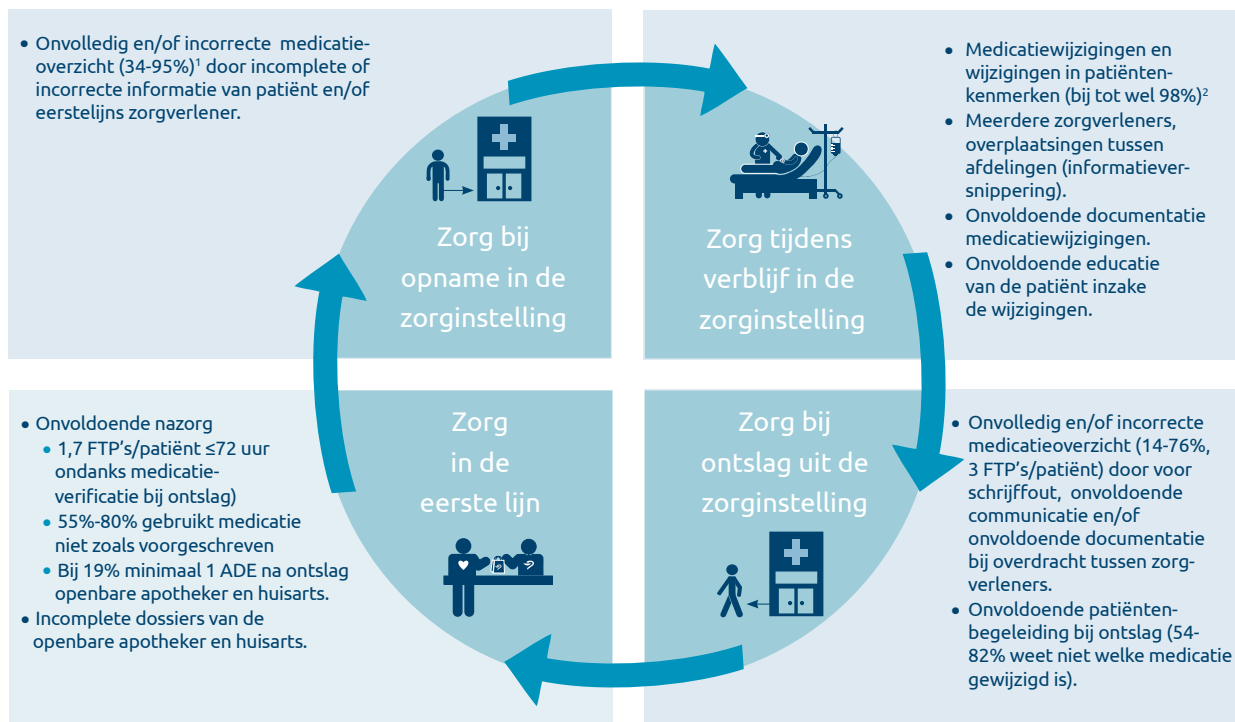 • Onvolledig en/of incorrecte medicatie-
overzicht (34-95%)¹ door incomplete of
incorrecte informatie van patiënt en/of
eerstelijns zorgverlener.
Zorg bij
opname in de
zorginstelling
Zorg tijdens
verblijf in de
zorginstelling
• Medicatiewijzigingen en
wijzigingen in patiënten-
kenmerken (bij tot wel 98%)²
• Meerdere zorgverleners,
overplaatsingen tussen
afdelingen (informatiever-
snippering).
• Onvoldoende documentatie
medicatiewijzigingen.
• Onvoldoende educatie
van de patiënt inzake
de wijzigingen.
• Onvoldoende nazorg
• 1,7 FTP's/patiënt ≤72 uur
ondanks medicatie-
verificatie bij ontslag)
• 55%-80% gebruikt medicatie
niet zoals voorgeschreven
• Bij 19% minimaal 1 ADE na ontslag
openbare apotheker en huisarts.
• Incomplete dossiers van de
openbare apotheker en huisarts.
Zorg
in de
eerste lijn
Zorg bij
ontslag uit de
zorginstelling
• Onvolledig en/of incorrecte
medicatieoverzicht (14-76%,
3 FTP's/patiënt) door voor
schrijffout, onvoldoende
communicatie en/of
onvoldoende documentatie
bij overdracht tussen zorg-
verleners.
• Onvoldoende patiënten-
begeleiding bij ontslag (54-
82% weet niet welke medicatie
gewijzigd is).